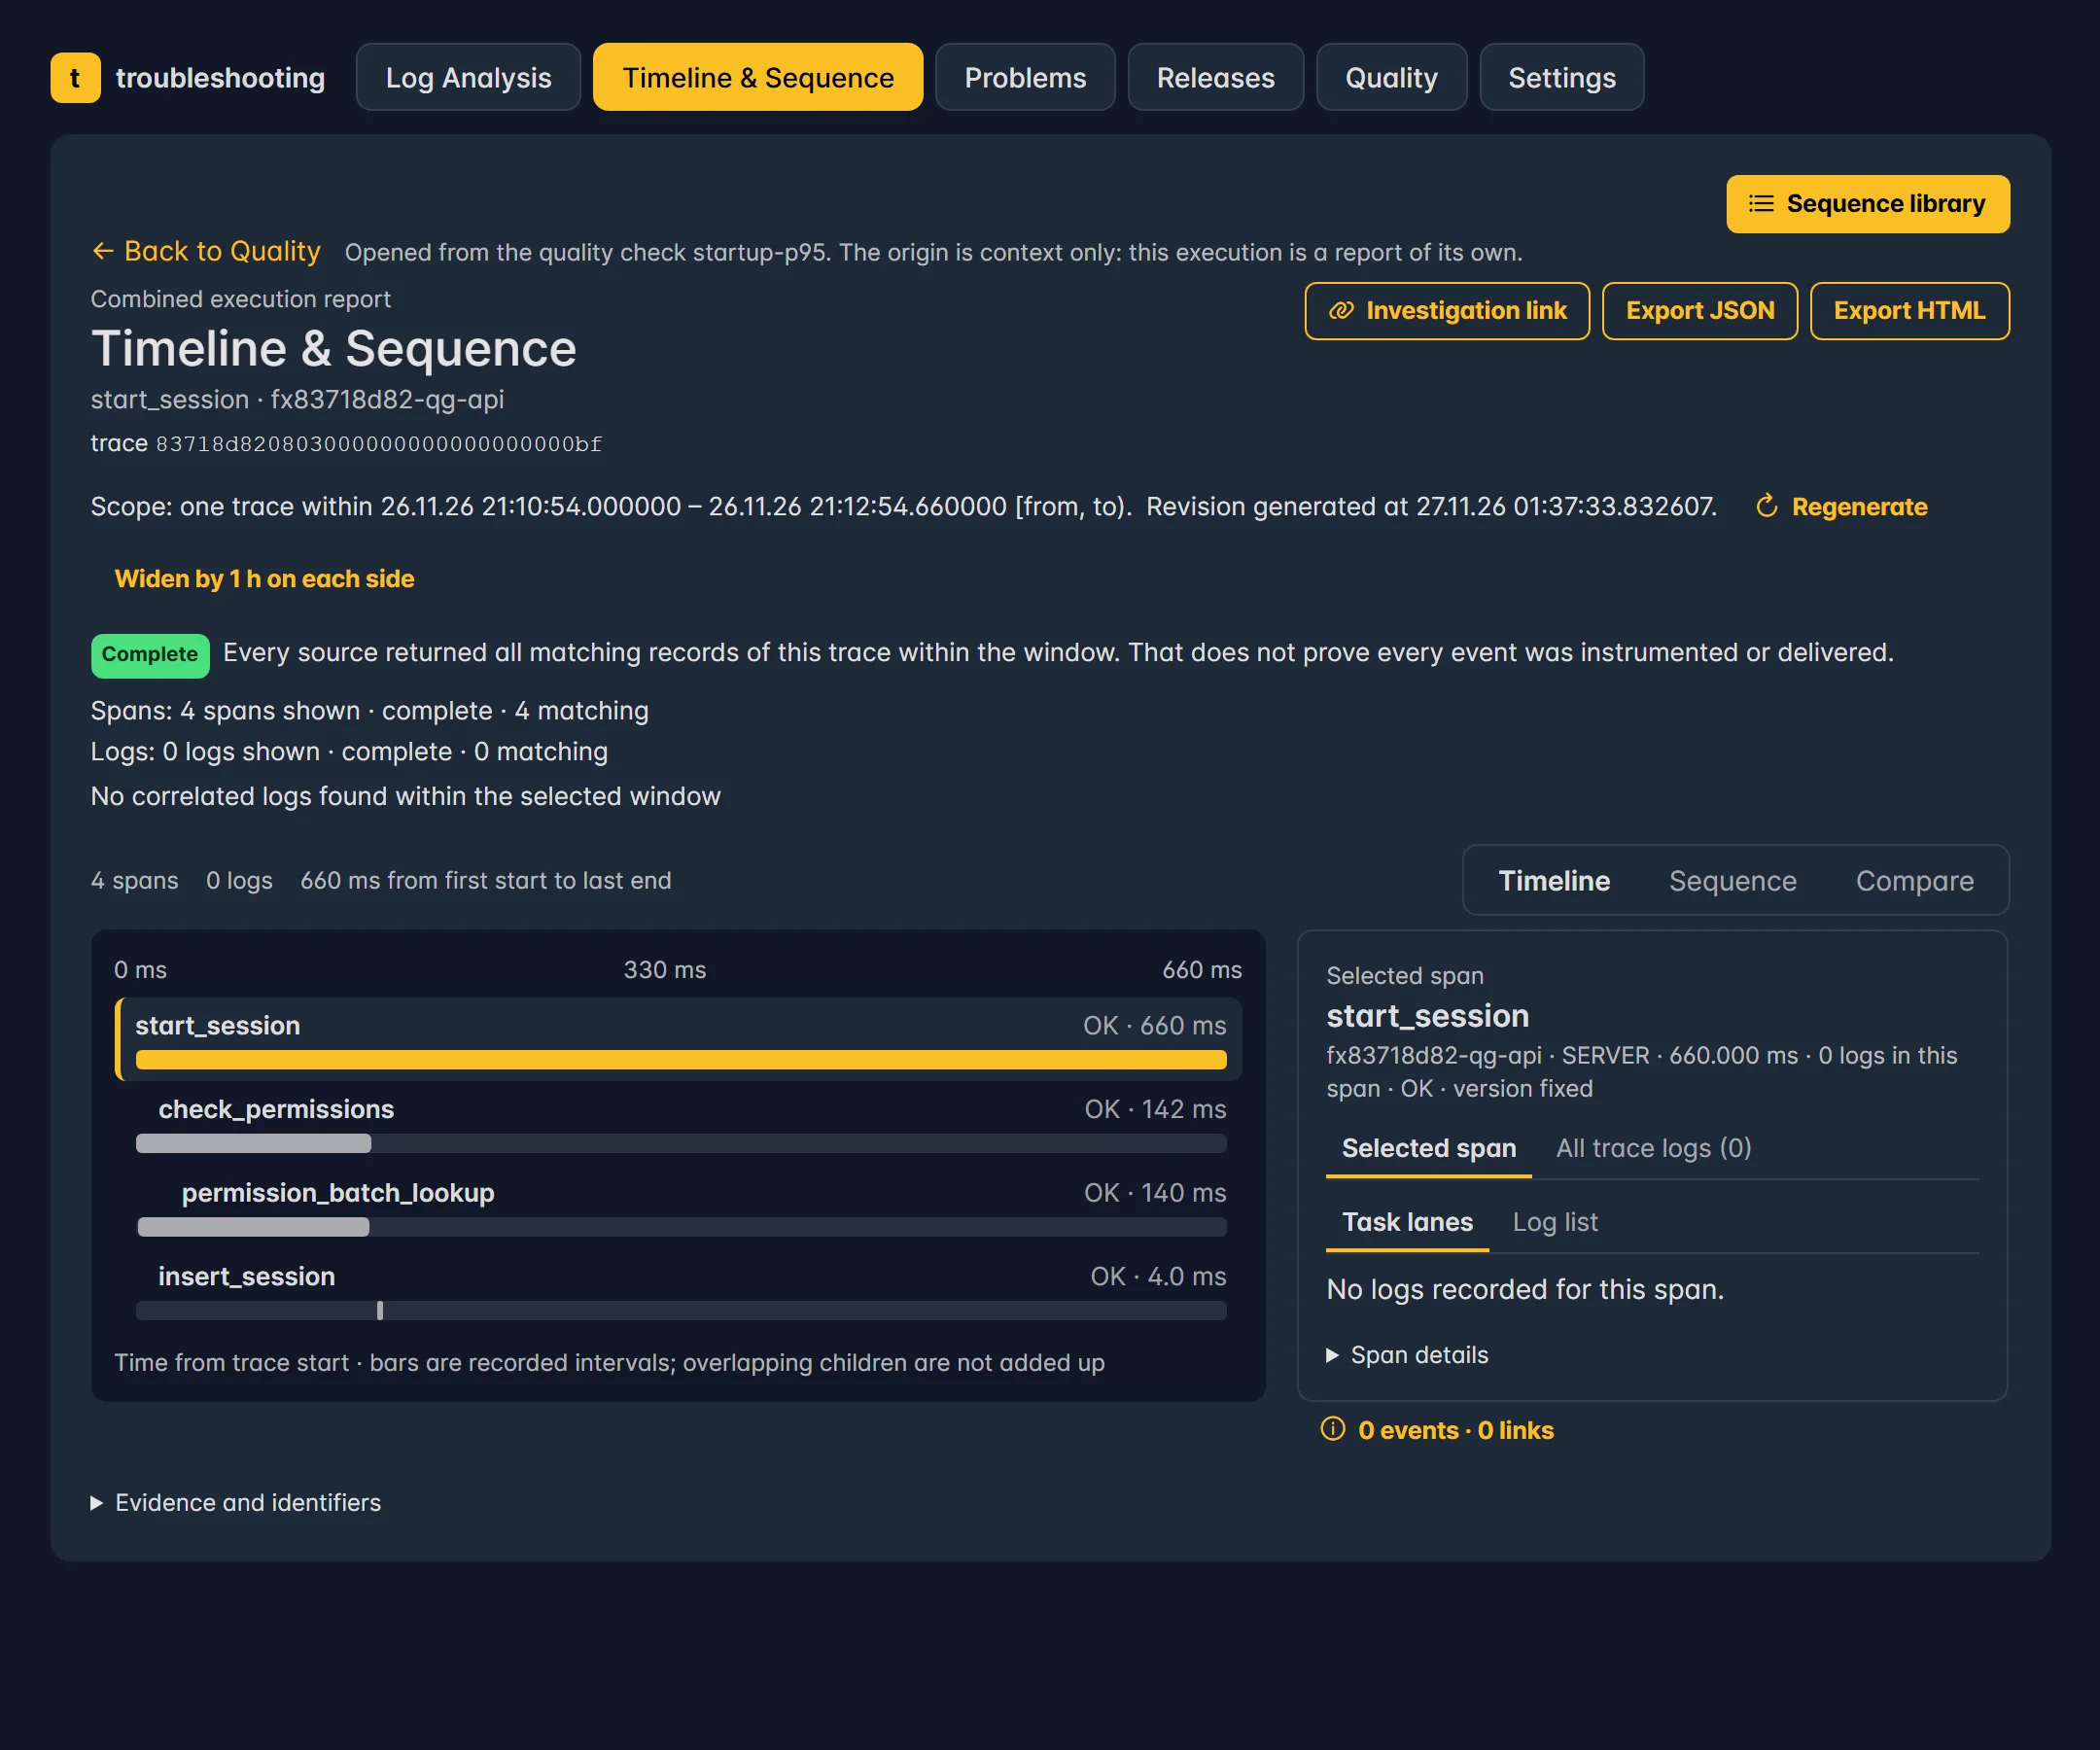 t troubleshooting Log Analysis Timeline & Sequence Problems Releases Quality Settings
Sequence library
← Back to Quality Opened from the quality check startup-p95. The origin is context only: this execution is a report of its own.
Combined execution report
Investigation link Export JSON Export HTML
Timeline & Sequence
start_session · fx83718d82-qg-api
trace 83718d820803000000000000000000bf
Scope: one trace within 26.11.26 21:10:54.000000 – 26.11.26 21:12:54.660000 [from, to). Revision generated at 27.11.26 01:37:33.832607. Regenerate
Widen by 1 h on each side
Complete Every source returned all matching records of this trace within the window. That does not prove every event was instrumented or delivered.
Spans: 4 spans shown · complete · 4 matching
Logs: 0 logs shown · complete · 0 matching
No correlated logs found within the selected window
4 spans 0 logs 660 ms from first start to last end
Timeline Sequence Compare
0 ms 330 ms 660 ms
start_session OK · 660 ms
check_permissions OK · 142 ms
permission_batch_lookup OK · 140 ms
insert_session OK · 4.0 ms
Time from trace start · bars are recorded intervals; overlapping children are not added up
Selected span
start_session
fx83718d82-qg-api · SERVER · 660.000 ms · 0 logs in this
span · OK · version fixed
Selected span All trace logs (0)
Task lanes Log list
No logs recorded for this span.
▶ Span details
0 events · 0 links
▶ Evidence and identifiers